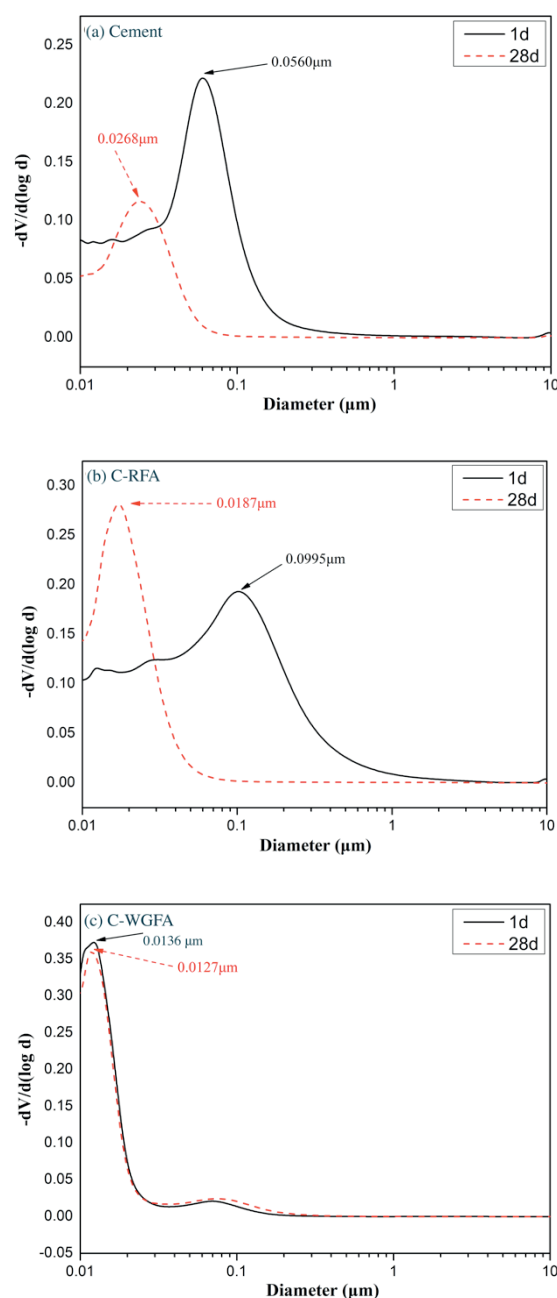 (a) Cement
1d
28d
0.0560μm
0.0268μm
-dV/d(log d)
0.25
0.20
0.15
0.10
0.05
0.00
0.01
0.1
1
10
Diameter (μm)
(b) C-RFA
1d
28d
0.0187μm
0.0995μm
-dV/d(log d)
0.30
0.25
0.20
0.15
0.10
0.05
0.00
0.01
0.1
1
10
Diameter (μm)
(c) C-WGFA
1d
28d
0.0136 μm
0.0127μm
-dV/d(log d)
0.40
0.35
0.30
0.25
0.20
0.15
0.10
0.05
0.00
-0.05
0.01
0.1
1
10
Diameter (μm)